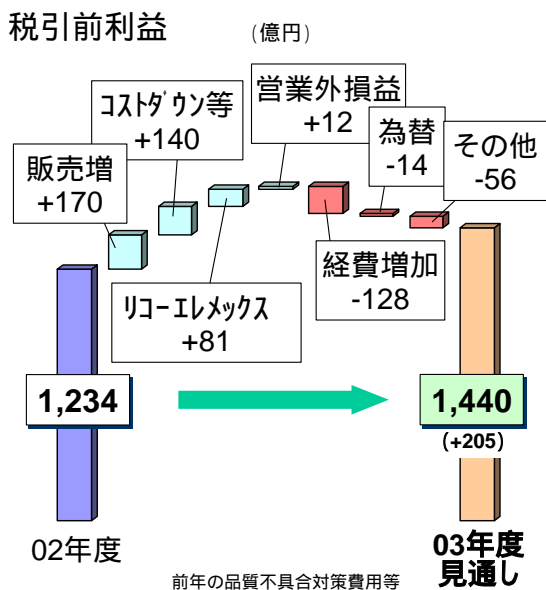 税引前利益
(億円)
販売増
+170
コストダウン等
+140
リコーエレメックス
+81
営業外損益
+12
経費増加
-128
為替
-14
その他
-56
1,234
1,440
(+205)
02年度
03年度
見通し
前年の品質不具合対策費用等